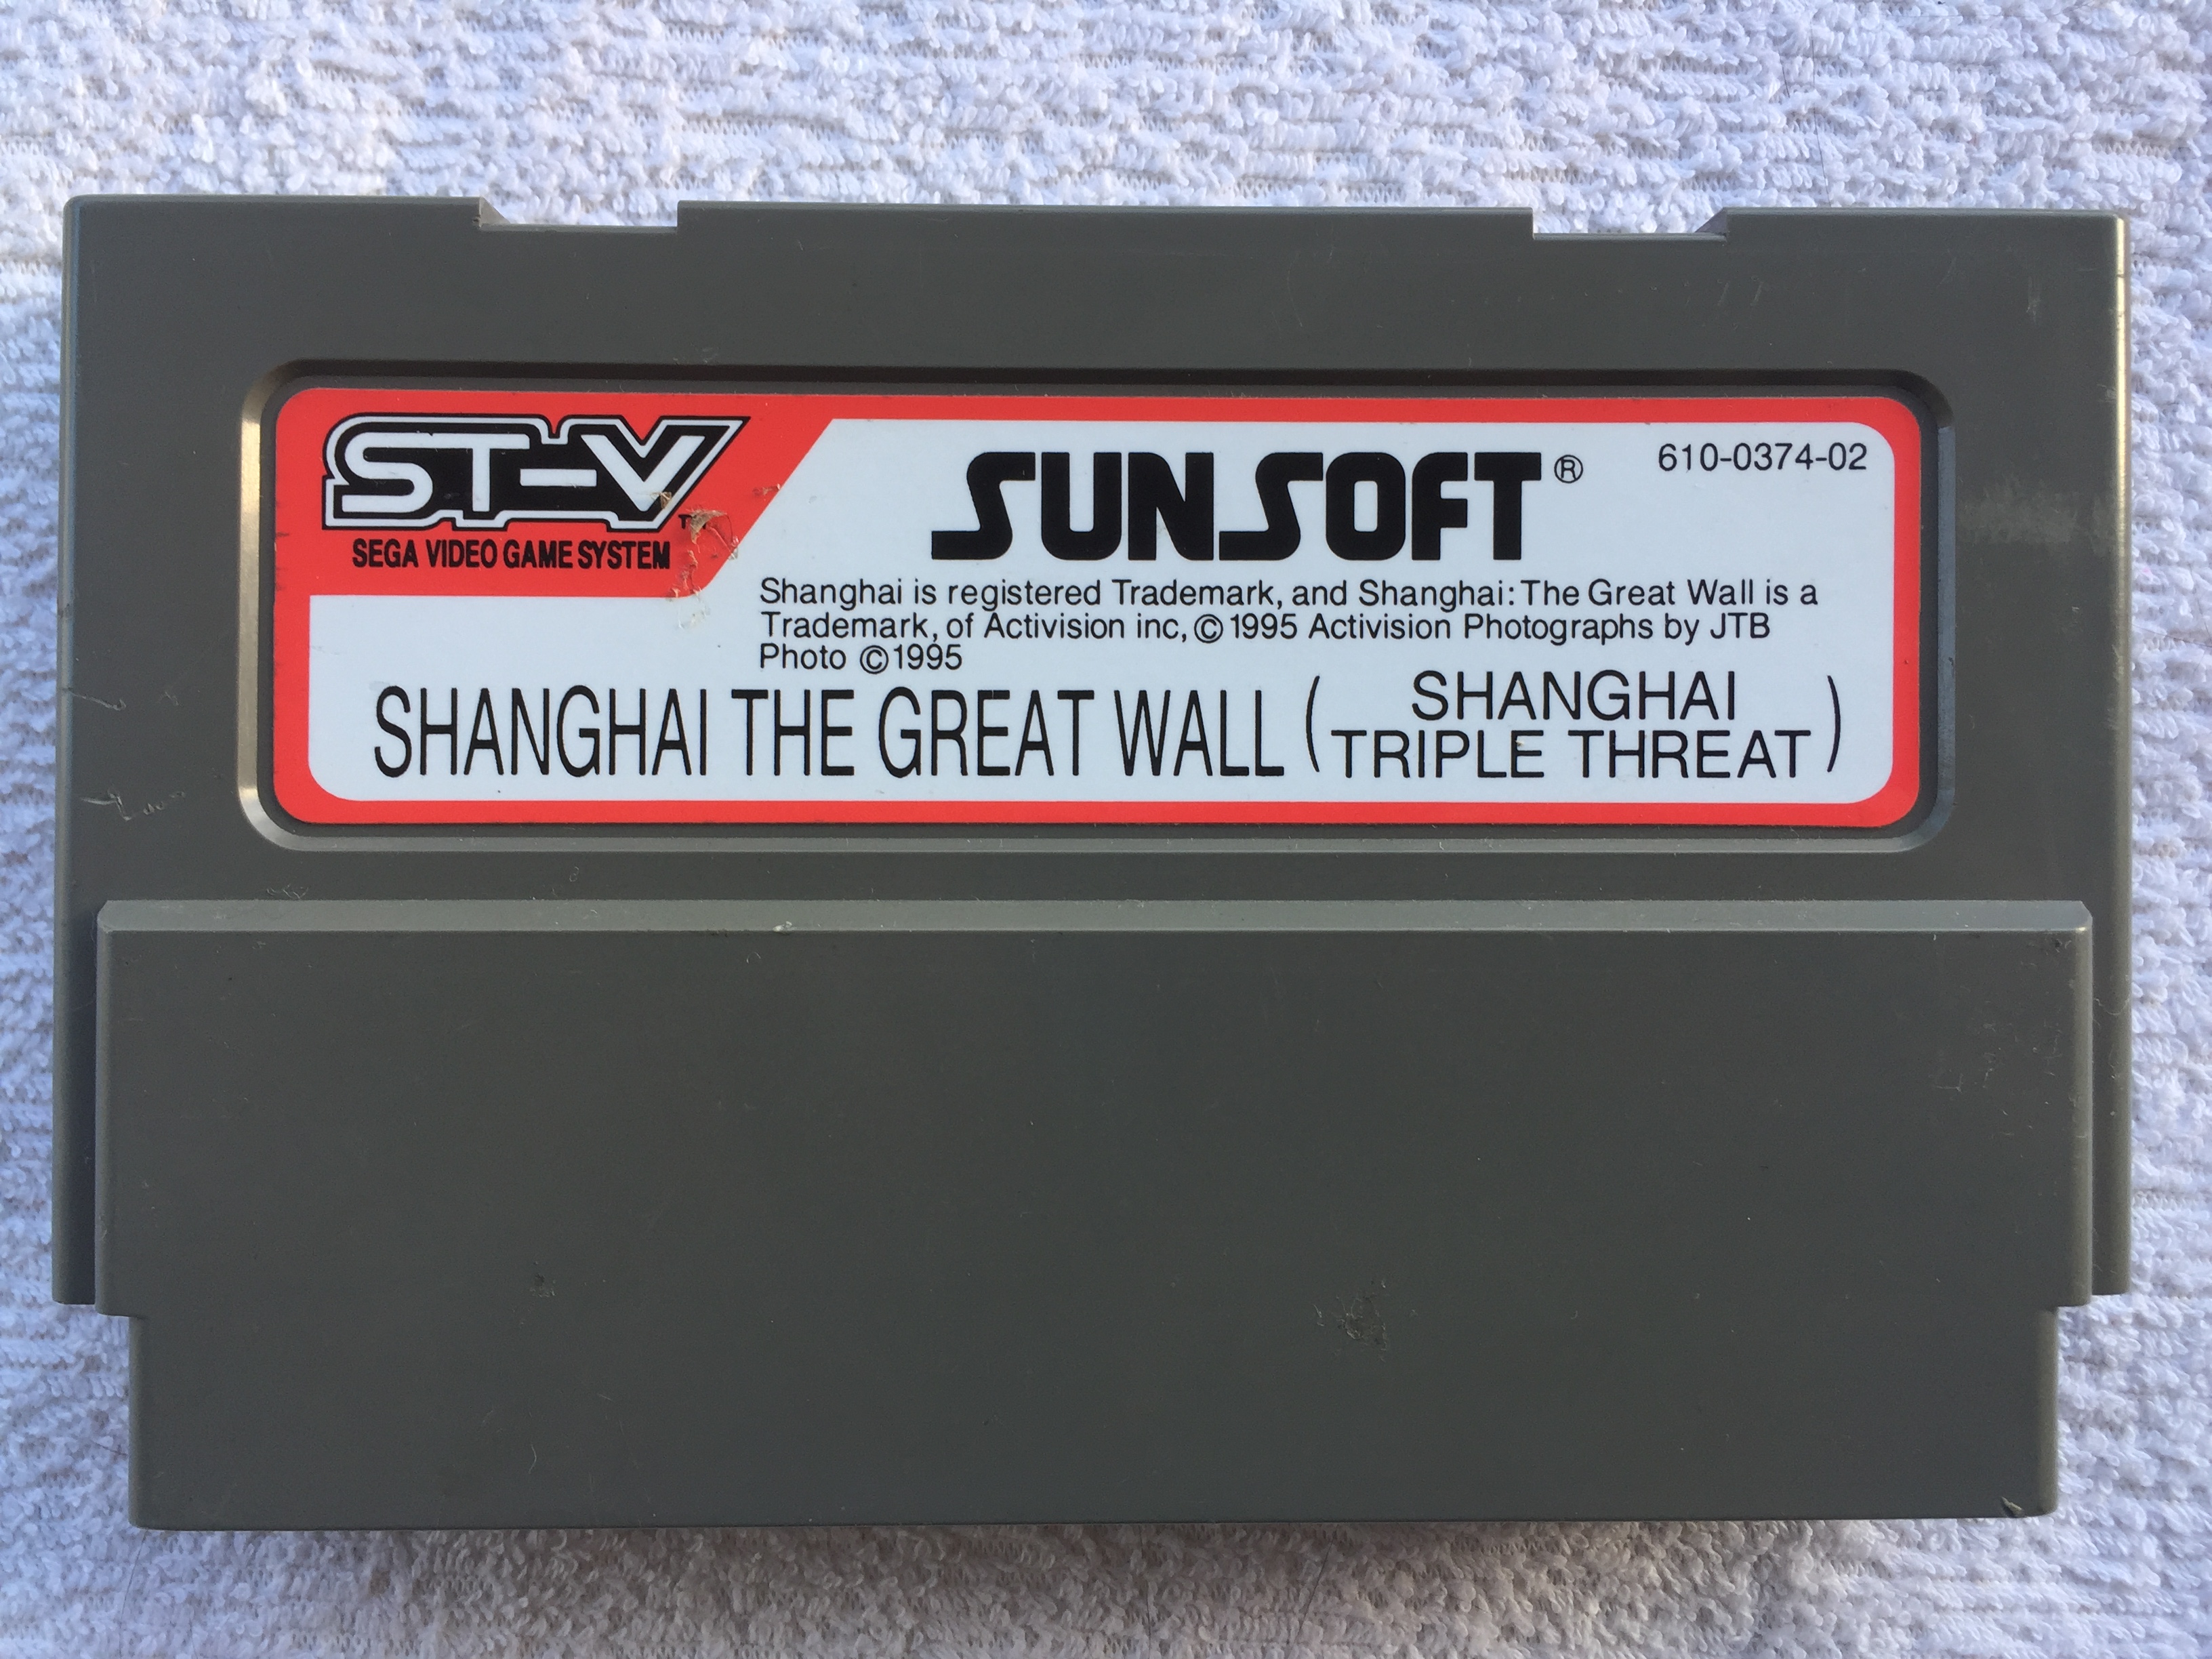 ST-V™
SEGA VIDEO GAME SYSTEM
SUNSOFT®
610-0374-02
Shanghai is registered Trademark, and Shanghai: The Great Wall is a
Trademark, of Activision inc, ©1995 Activision Photographs by JTB
Photo ©1995
SHANGHAI THE GREAT WALL (SHANGHAI
TRIPLE THREAT)